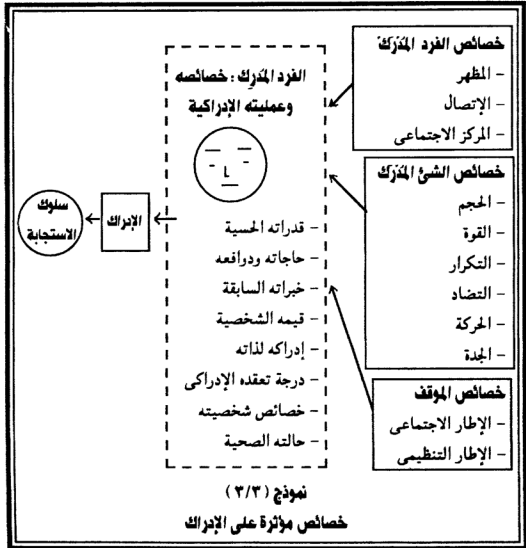 خصائص الفرد المُدرَك
- المظهر
- الإتصال
- المركز الاجتماعى
خصائص الشئ المُدرَك
- الحجم
- القوة
- التكرار
- التضاد
- الحركة
- الجدة
خصائص الموقف
- الإطار الاجتماعى
- الإطار التنظيمى
الفرد المُدرِك : خصائصه
وعمليته الإدراكية
- قدراته الحسية
- حاجاته ودوافعه
- خبراته السابقة
- قيمه الشخصية
- إدراكه لذاته
- درجة تعقده الإدراكى
- خصائص شخصيته
- حالته الصحية
الإدراك
سلوك
الاستجابة
نموذج (٣/٣)
خصائص مؤثرة على الإدراك